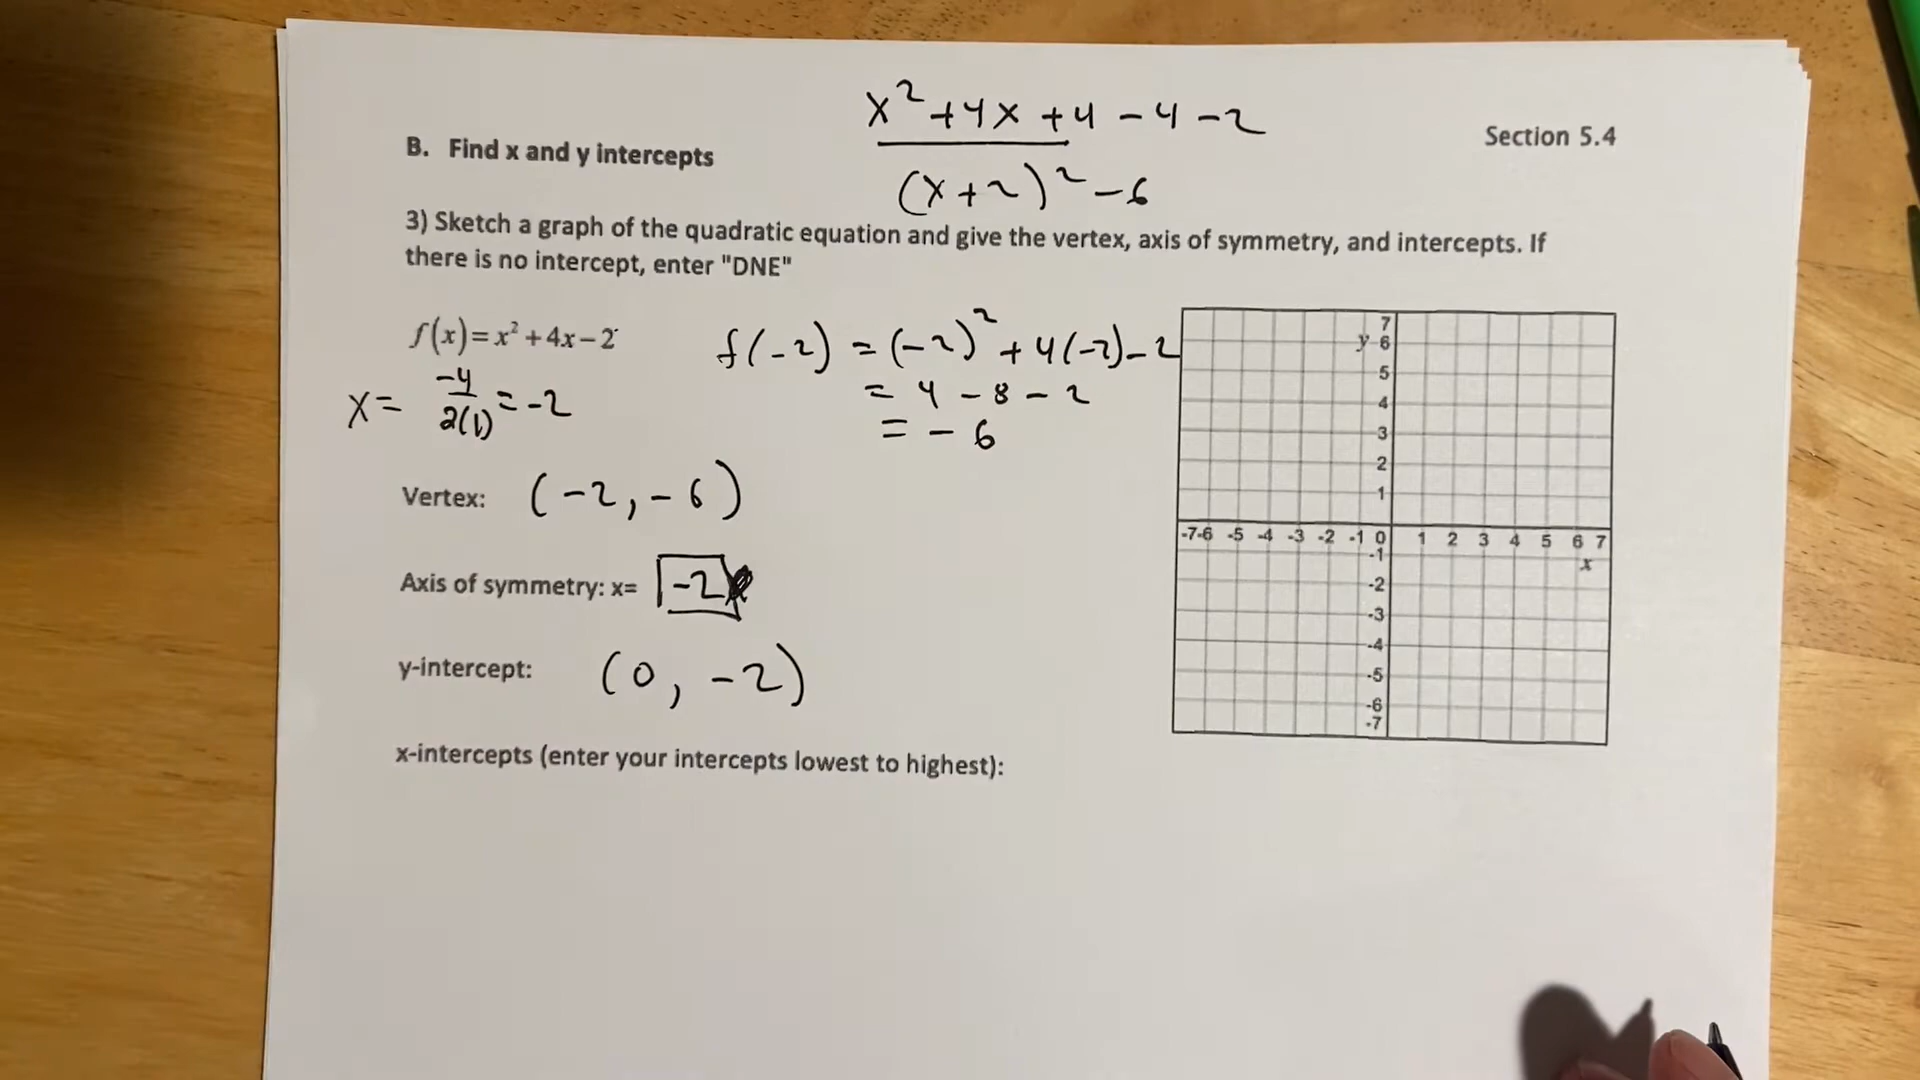 x² + 4x + 4 - 4 - 2
B. Find x and y intercepts
Section 5.4
(x + 2)² - 6
3) Sketch a graph of the quadratic equation and give the vertex, axis of symmetry, and intercepts. If
there is no intercept, enter "DNE"
f(x) = x² + 4x - 2
f(-2) = (-2)² + 4(-2) - 2
x = -4/2(1) = -2
= 4 - 8 - 2
= -6
Vertex: (-2, -6)
Axis of symmetry: x= -2
y-intercept: (0, -2)
x-intercepts (enter your intercepts lowest to highest):
7
y 6
5
4
3
2
1
-7 -6 -5 -4 -3 -2 -1 0 1 2 3 4 5 6 7
-1
x
-2
-3
-4
-5
-6
-7